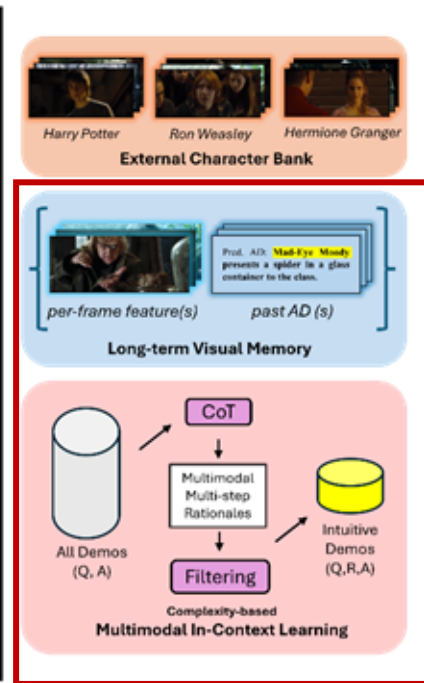 Harry Potter
Ron Weasley
Hermione Granger
External Character Bank
Pred. AD: Mad-Eye Moody
presents a spider in a glass
container to the class.
per-frame feature(s)
past AD (s)
Long-term Visual Memory
CoT
Multimodal
Multi-step
Rationales
All Demos
(Q, A)
Intuitive
Demos
(Q,R,A)
Filtering
Complexity-based
Multimodal In-Context Learning